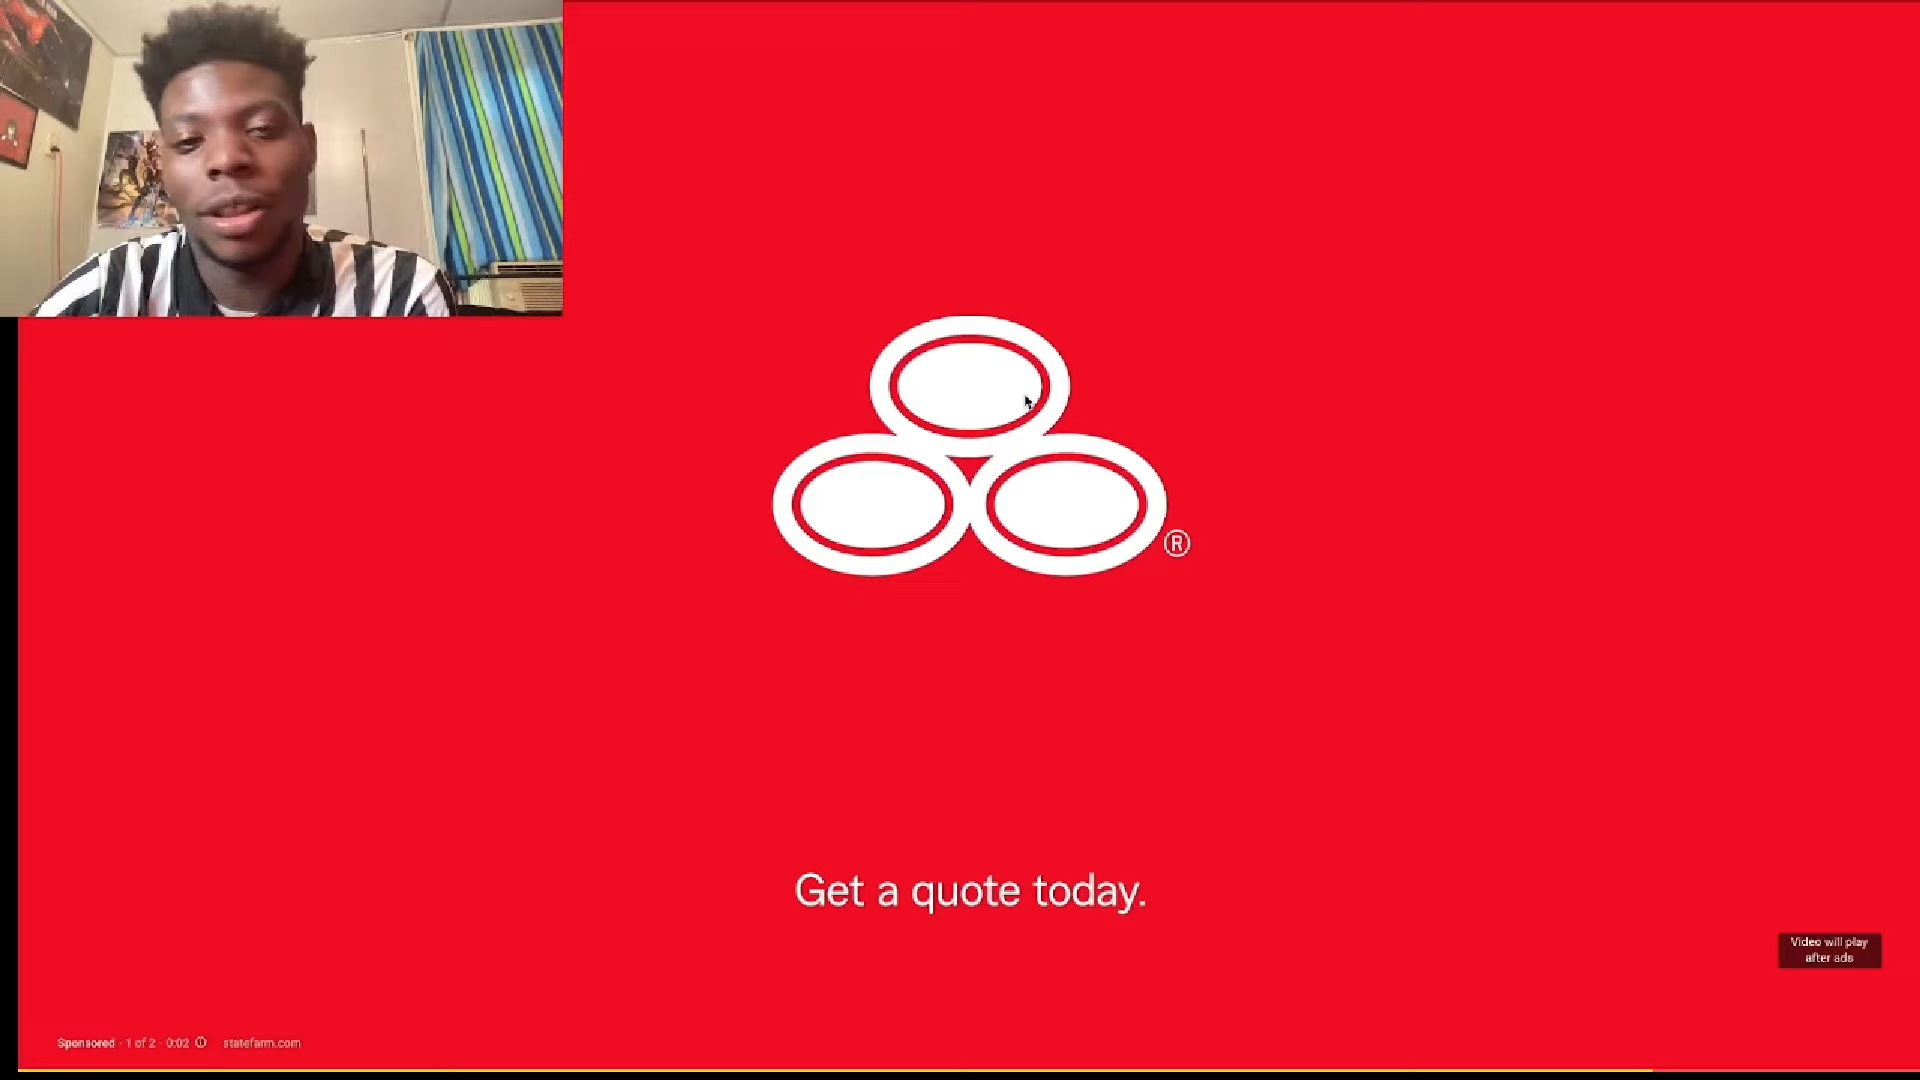 ®
Get a quote today.
Video will play
after ads
Sponsored · 1 of 2 · 0:02 ⓘ statefarm.com